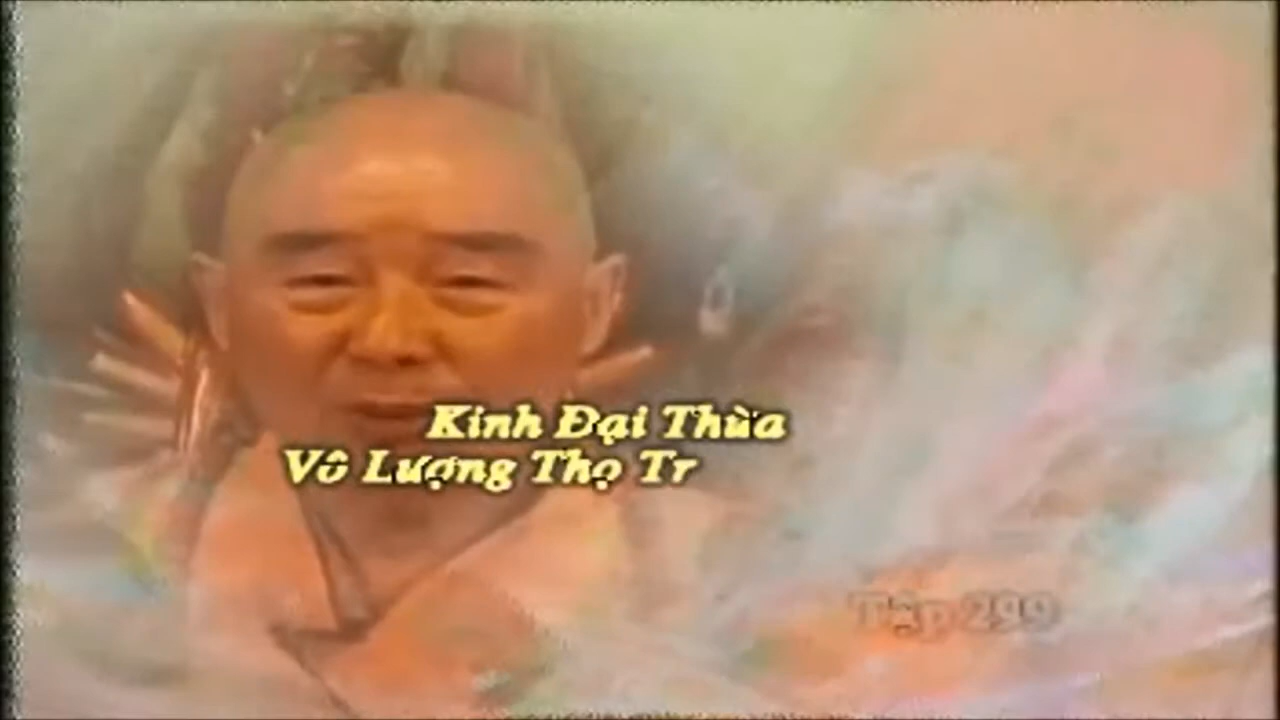 Kinh Đại Thừa
Vô Lượng Thọ Tr
Tập 299